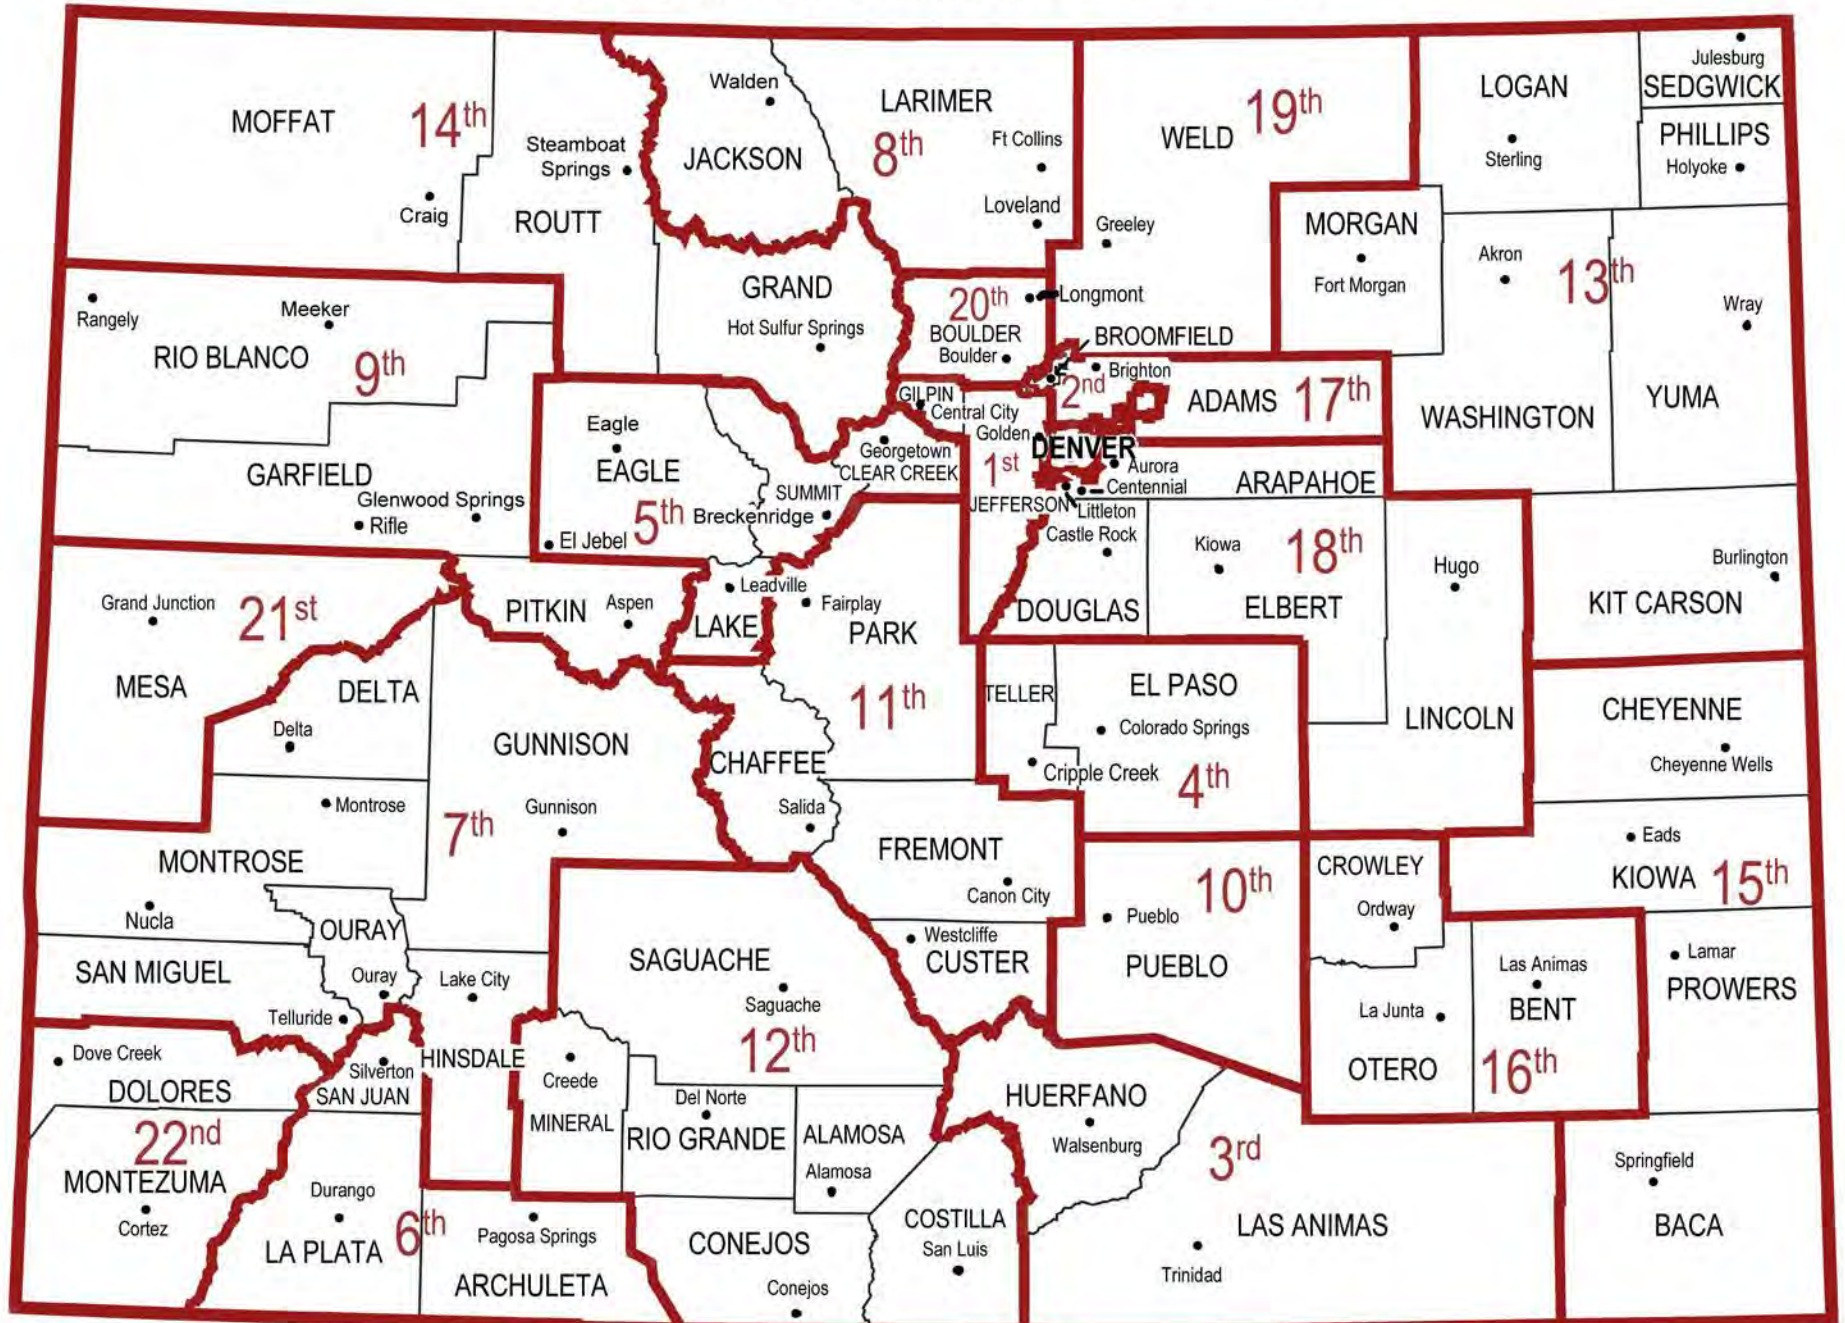 MOFFAT
14th
Craig
Steamboat
Springs
ROUTT
Walden
JACKSON
LARIMER
8th
Ft Collins
Loveland
WELD
19th
Greeley
LOGAN
Sterling
Julesburg
SEDGWICK
PHILLIPS
Holyoke
MORGAN
Fort Morgan
Akron
13th
Wray
WASHINGTON
YUMA
Rangely
Meeker
RIO BLANCO
9th
GRAND
Hot Sulfur Springs
20th
Longmont
BOULDER
Boulder
BROOMFIELD
Brighton
2nd
ADAMS
17th
GILPIN
Central City
Golden
DENVER
Georgetown
CLEAR CREEK
1st
Aurora
Centennial
ARAPAHOE
JEFFERSON
Littleton
Castle Rock
GARFIELD
Glenwood Springs
Rifle
Eagle
EAGLE
5th
El Jebel
SUMMIT
Breckenridge
Kiowa
18th
ELBERT
DOUGLAS
Hugo
LINCOLN
Burlington
KIT CARSON
Grand Junction
21st
MESA
PITKIN
Aspen
Leadville
LAKE
Fairplay
PARK
11th
DELTA
Delta
GUNNISON
Gunnison
7th
CHAFFEE
Salida
TELLER
EL PASO
Colorado Springs
Cripple Creek
4th
CHEYENNE
Cheyenne Wells
Montrose
MONTROSE
Nucla
FREMONT
Canon City
10th
Pueblo
PUEBLO
CROWLEY
Ordway
Eads
KIOWA
15th
OURAY
Ouray
SAN MIGUEL
Telluride
Lake City
HINSDALE
SAGUACHE
Saguache
12th
Westcliffe
CUSTER
Las Animas
BENT
La Junta
OTERO
16th
Lamar
PROWERS
Dove Creek
DOLORES
22nd
MONTEZUMA
Cortez
Silverton
SAN JUAN
Creede
MINERAL
Del Norte
RIO GRANDE
ALAMOSA
Alamosa
HUERFANO
Walsenburg
3rd
LAS ANIMAS
Trinidad
Springfield
BACA
Durango
LA PLATA
6th
Pagosa Springs
ARCHULETA
CONEJOS
Conejos
COSTILLA
San Luis